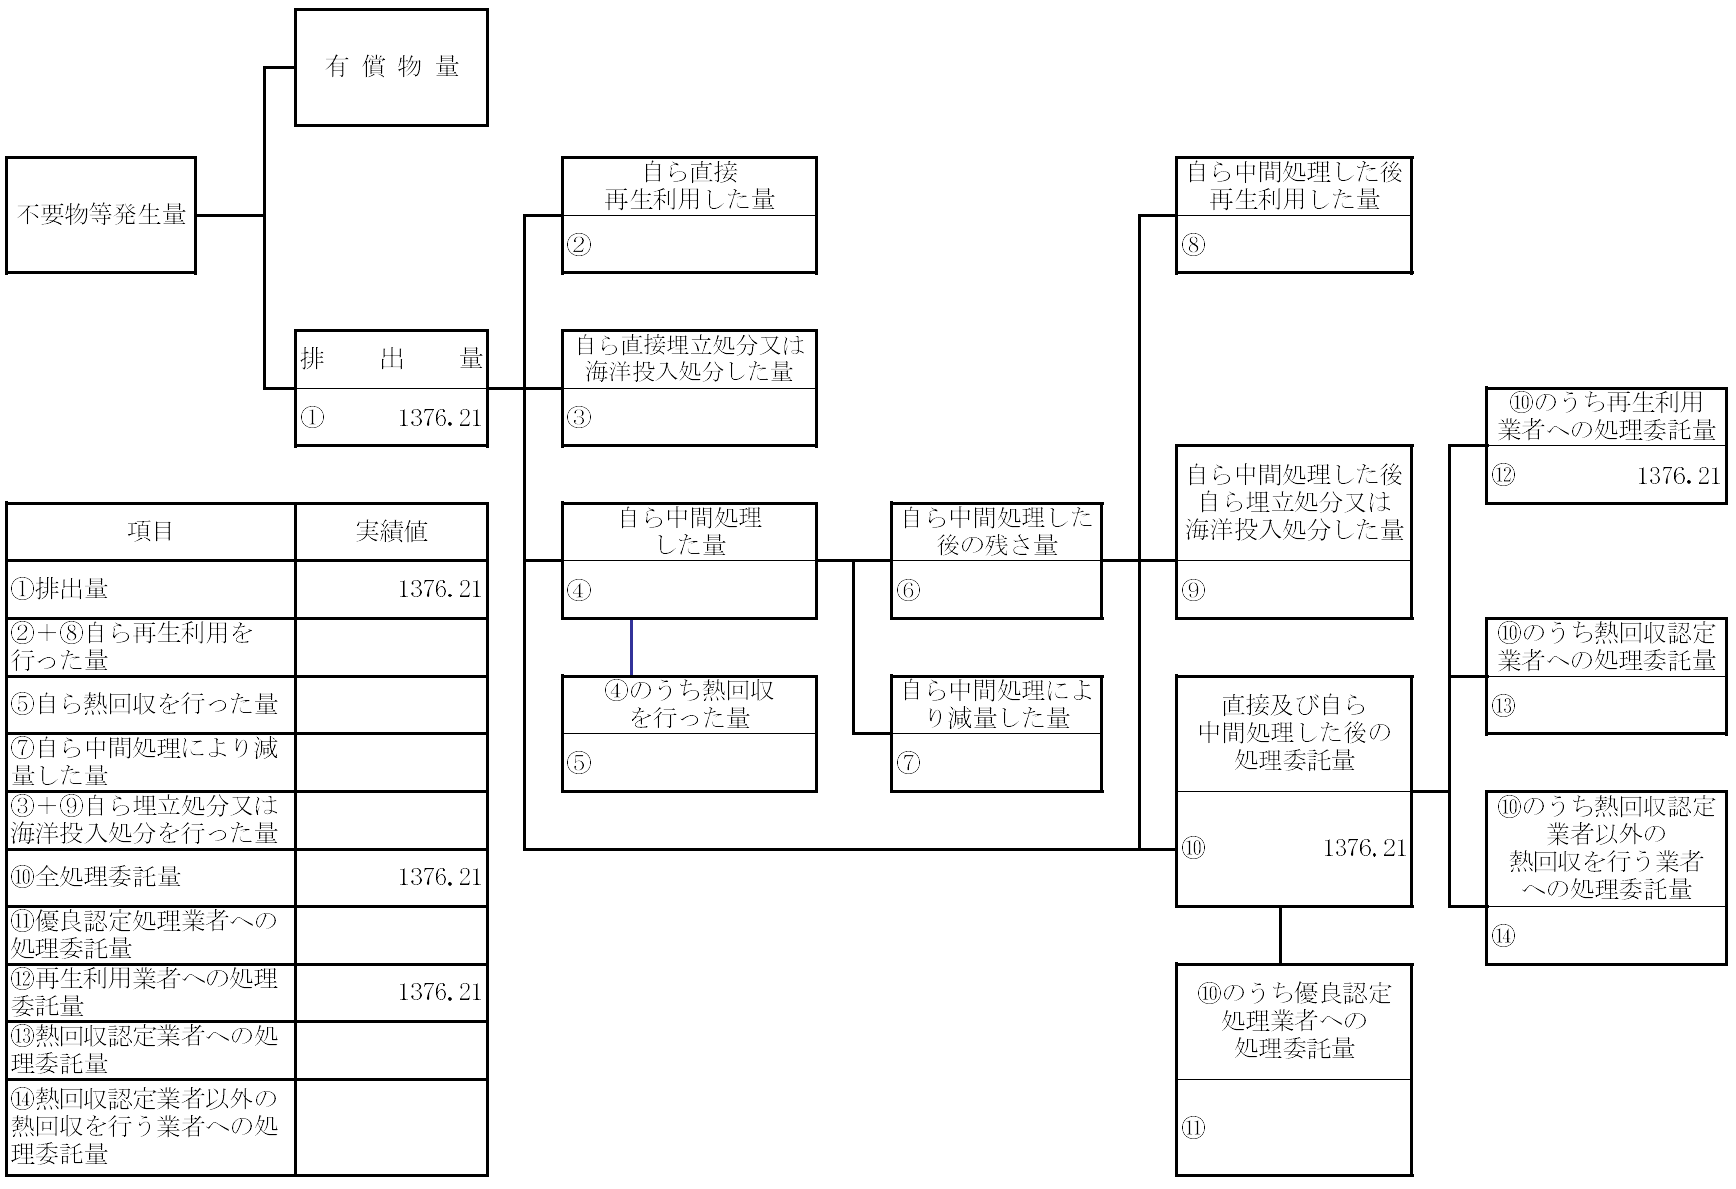 有償物量
不要物等発生量
排出量
① 1376.21
自ら直接
再生利用した量
②
自ら直接埋立処分又は
海洋投入処分した量
③
自ら中間処理
した量
④
④のうち熱回収
を行った量
⑤
自ら中間処理した
後の残さ量
⑥
自ら中間処理によ
り減量した量
⑦
自ら中間処理した後
再生利用した量
⑧
自ら中間処理した後
自ら埋立処分又は
海洋投入処分した量
⑨
直接及び自ら
中間処理した後の
処理委託量
⑩ 1376.21
⑩のうち優良認定
処理業者への
処理委託量
⑪
⑩のうち再生利用
業者への処理委託量
⑫ 1376.21
⑩のうち熱回収認定
業者への処理委託量
⑬
⑩のうち熱回収認定
業者以外の
熱回収を行う業者
への処理委託量
⑭
項目 実績値
①排出量 1376.21
②＋⑧自ら再生利用を
行った量
⑤自ら熱回収を行った量
⑦自ら中間処理により減
量した量
③＋⑨自ら埋立処分又は
海洋投入処分を行った量
⑩全処理委託量 1376.21
⑪優良認定処理業者への
処理委託量
⑫再生利用業者への処理
委託量 1376.21
⑬熱回収認定業者への処
理委託量
⑭熱回収認定業者以外の
熱回収を行う業者への処
理委託量